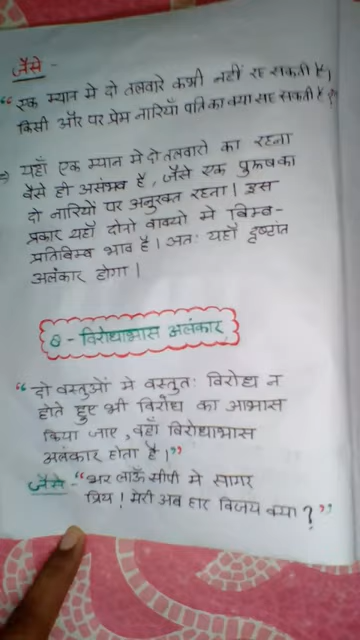 जैसे -
“ एक म्यान मे दो तलवारे कभी नहीं रह सकती है।
किसी और पर प्रेम नारियाँ पति का क्या सह सकती है ?”
⇒ यहाँ एक म्यान मे दो तलवारो का रहना
वैसे ही असंभव है, जैसे एक पुरूष का
दो नारियों पर अनुरक्त रहना। इस
प्रकार यहाँ दोनो वाक्यो मे बिम्ब-
प्रतिबिम्ब भाव है। अतः यहाँ दृष्टांत
अलंकार होगा।
8 - विरोधाभास अलंकार
“ दो वस्तुओं मे वस्तुतः विरोध न
होते हुए भी विरोध का आभास
किया जाए, वहाँ विरोधाभास
अलंकार होता है।”
जैसे - “भर लाऊँ सीपी मे सागर
प्रिय ! मेरी अब हार विजय क्या ?”